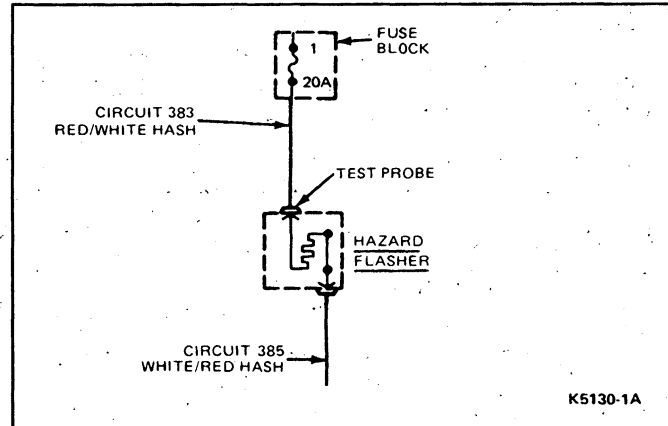 FUSE
BLOCK
1
20A
CIRCUIT 383
RED/WHITE HASH
TEST PROBE
HAZARD
FLASHER
CIRCUIT 385
WHITE/RED HASH
K5130-1A